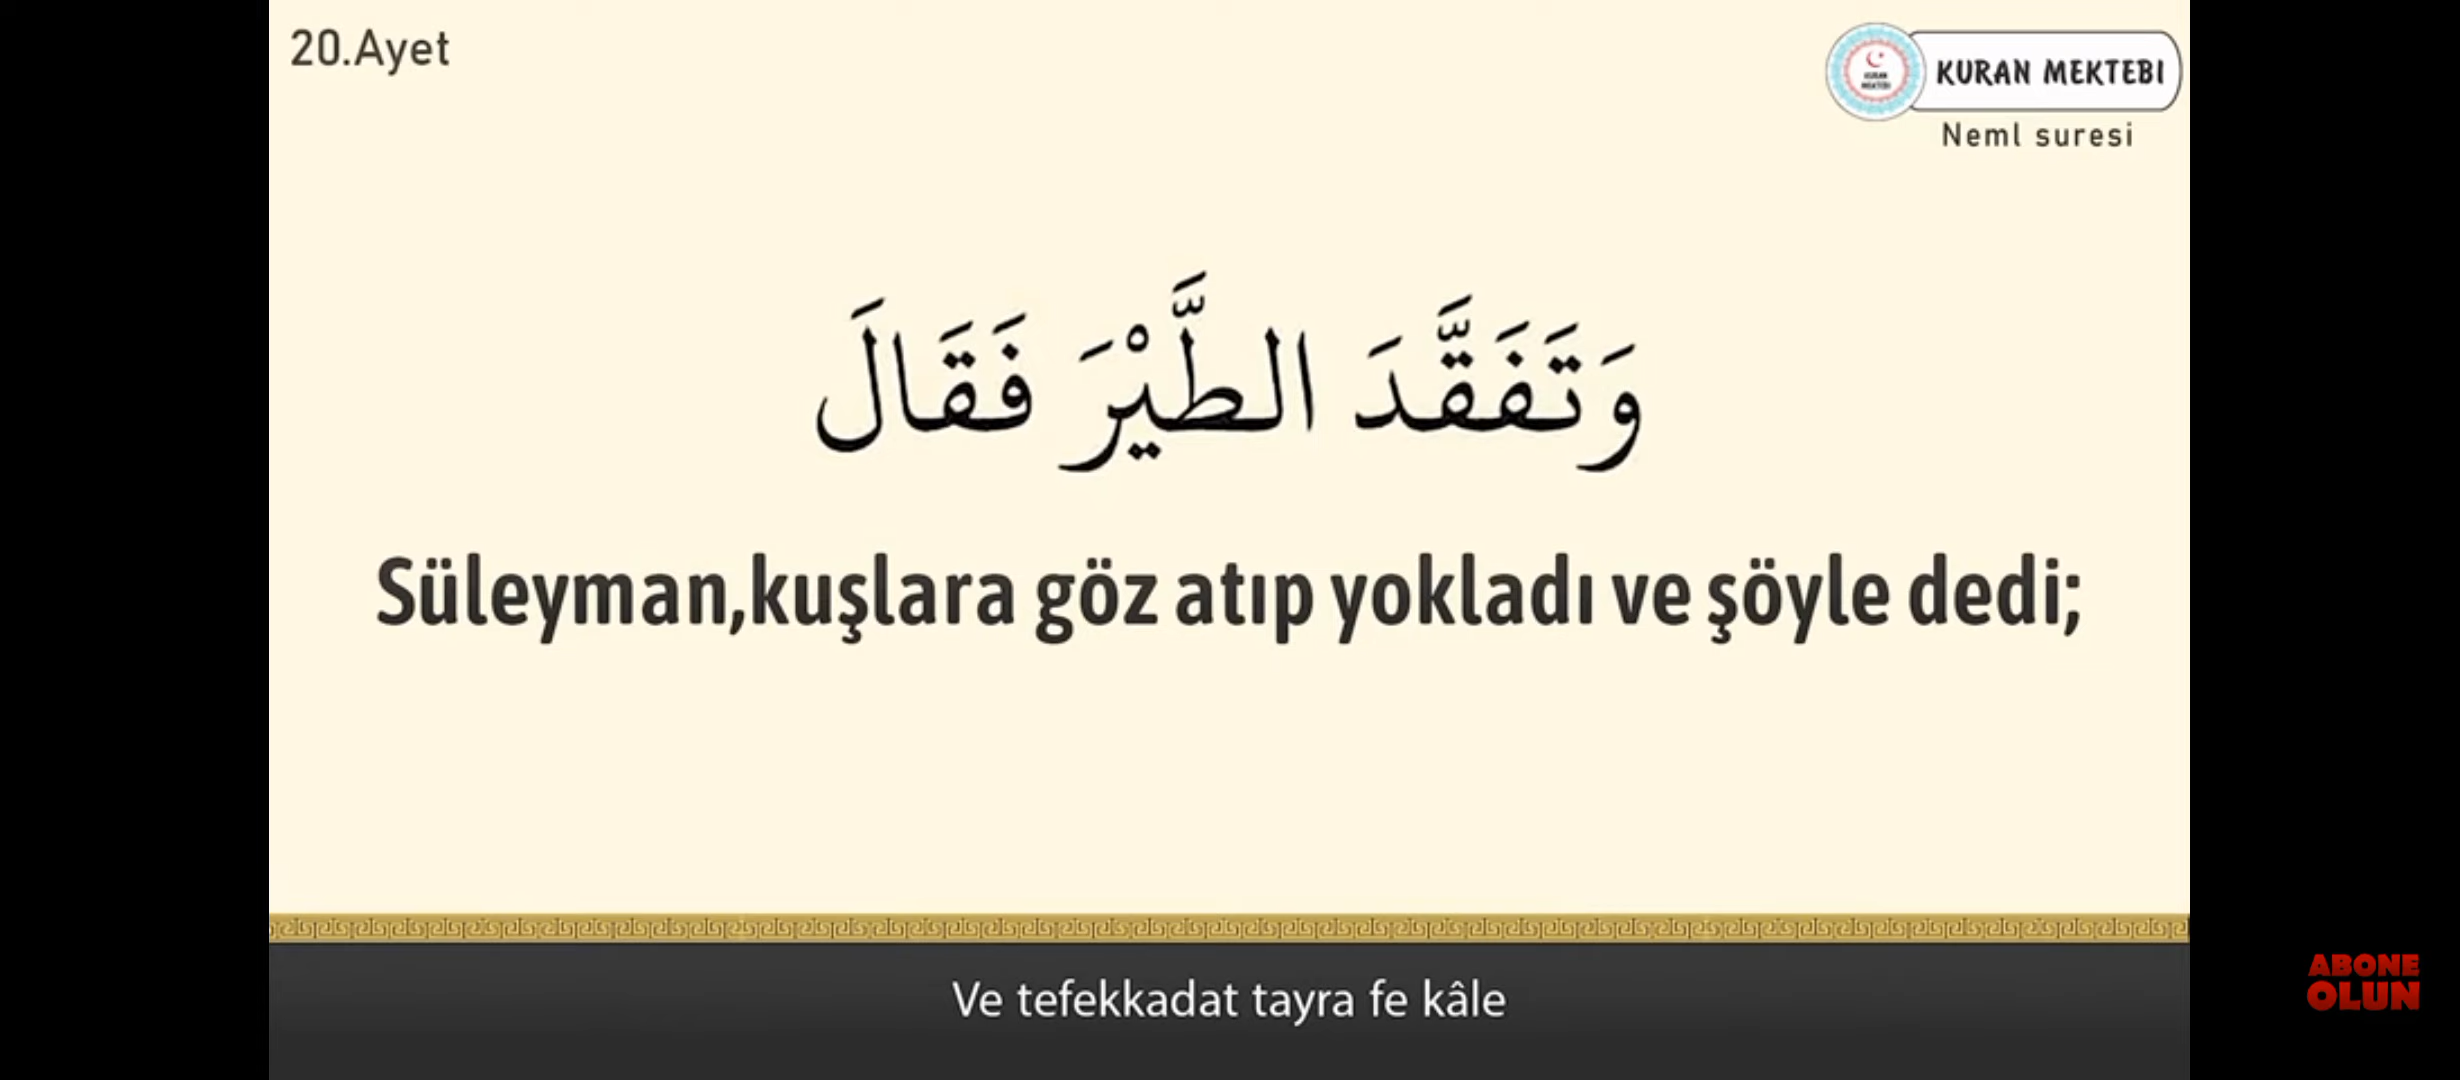 20.Ayet
KURAN MEKTEBI
Neml suresi
وَتَفَقَّدَ الطَّيْرَ فَقَالَ
Süleyman,kuşlara göz atıp yokladı ve şöyle dedi;
Ve tefekkadat tayra fe kâle
ABONE
OLUN